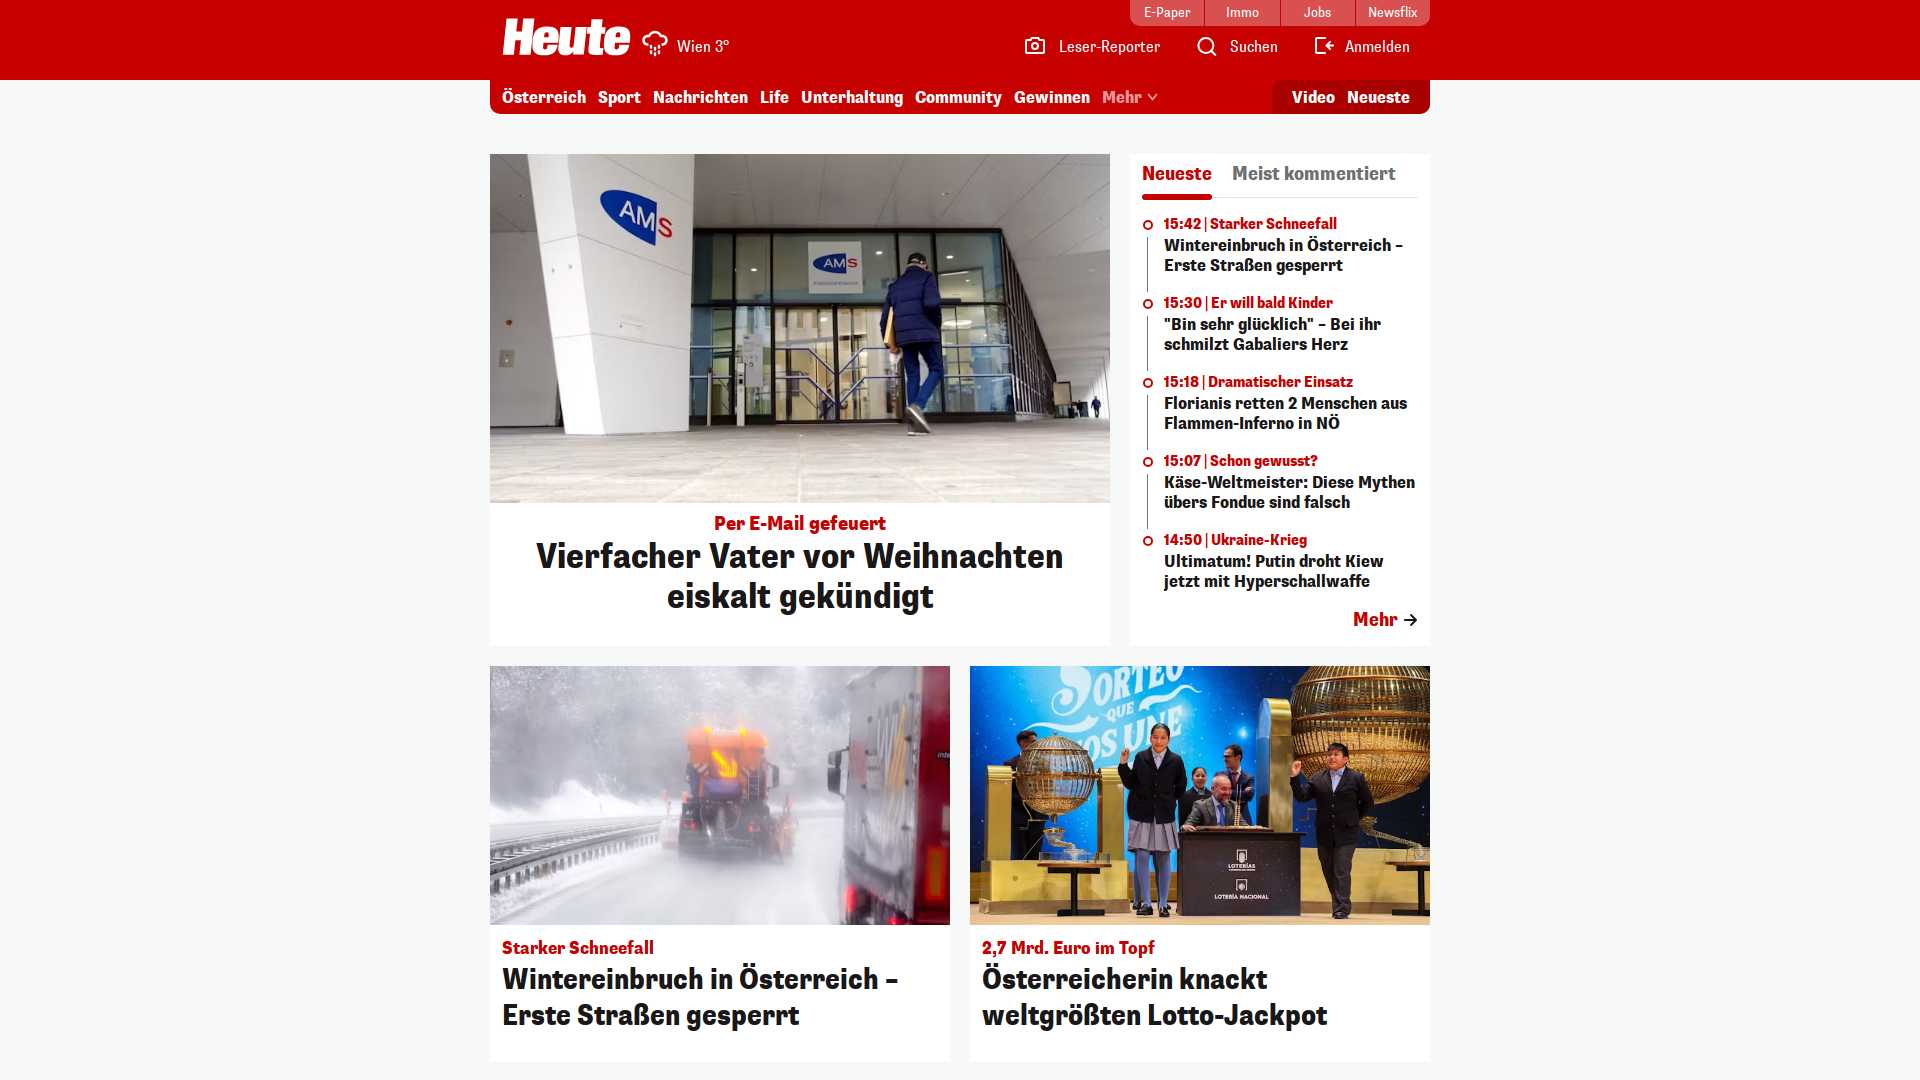 E-Paper
Immo
Jobs
Newsflix
Heute
Wien 3°
Leser-Reporter
Suchen
Anmelden
Österreich
Sport
Nachrichten
Life
Unterhaltung
Community
Gewinnen
Mehr
Video
Neueste
AMS
AMS
Per E-Mail gefeuert
Vierfacher Vater vor Weihnachten
eiskalt gekündigt
Neueste
Meist kommentiert
15:42 | Starker Schneefall
Wintereinbruch in Österreich –
Erste Straßen gesperrt
15:30 | Er will bald Kinder
"Bin sehr glücklich" – Bei ihr
schmilzt Gabaliers Herz
15:18 | Dramatischer Einsatz
Florianis retten 2 Menschen aus
Flammen-Inferno in NÖ
15:07 | Schon gewusst?
Käse-Weltmeister: Diese Mythen
übers Fondue sind falsch
14:50 | Ukraine-Krieg
Ultimatum! Putin droht Kiew
jetzt mit Hyperschallwaffe
Mehr
Starker Schneefall
Wintereinbruch in Österreich –
Erste Straßen gesperrt
SORTEO
QUE
NOS UNE
LOTERÍAS
LOTERÍA NACIONAL
2,7 Mrd. Euro im Topf
Österreicherin knackt
weltgrößten Lotto-Jackpot